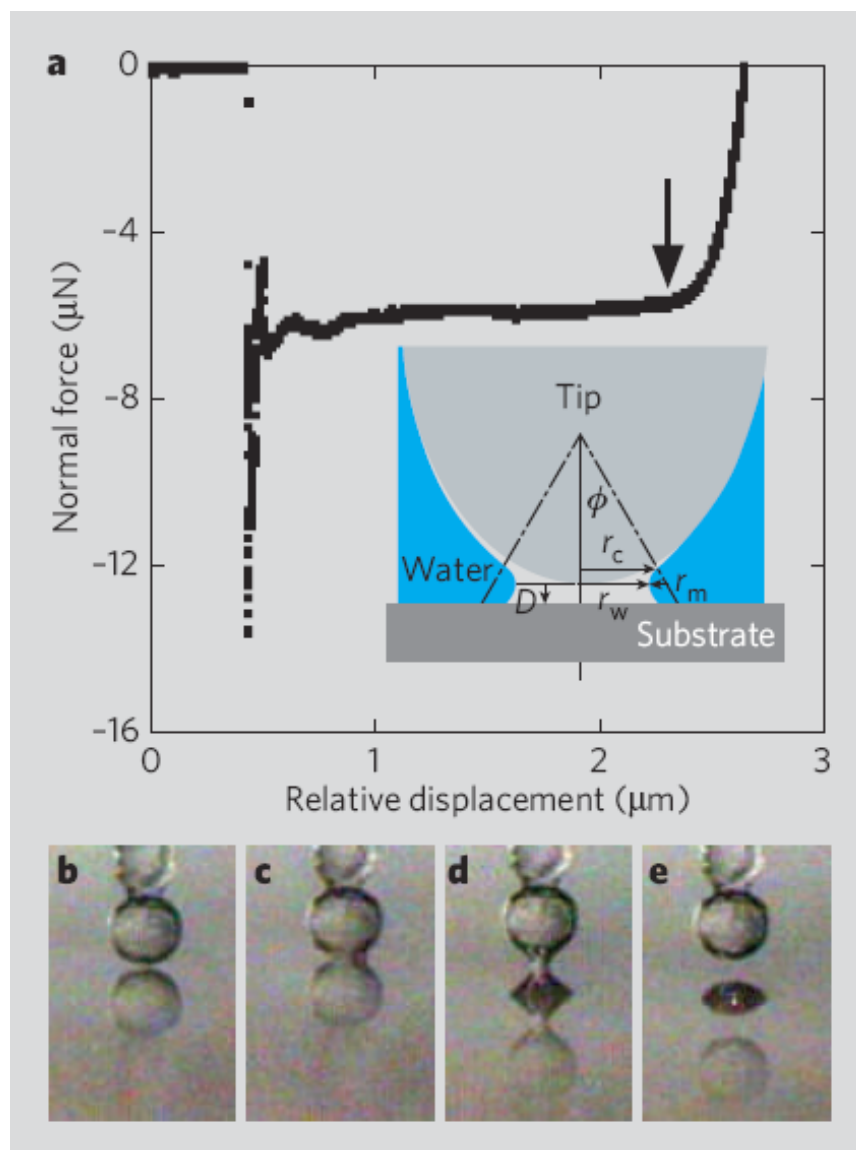 a
0
−4
−8
−12
−16
Normal force (μN)
0 1 2 3
Relative displacement (μm)
Tip
ϕ
r_c
Water
r_m
D r_w
Substrate
b c d e